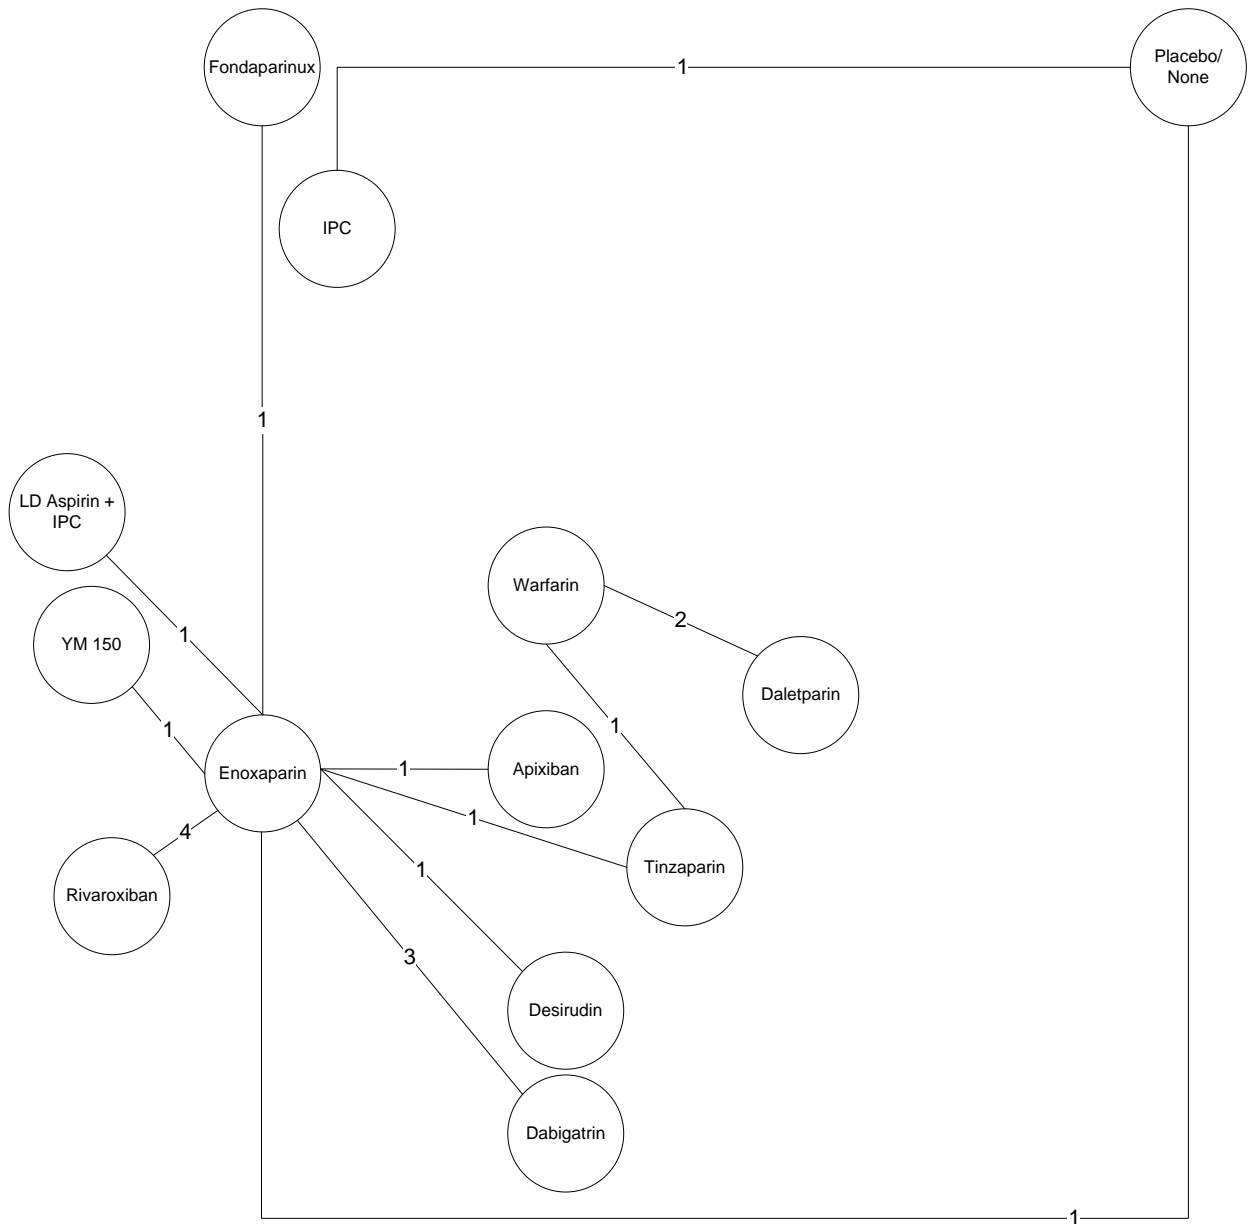 Fondaparinux
1
Placebo/
None
IPC
1
LD Aspirin +
IPC
Warfarin
2
1
YM 150
Daletparin
1
1
Enoxaparin
1
Apixiban
1
4
Tinzaparin
1
Rivaroxiban
3
Desirudin
Dabigatrin
1